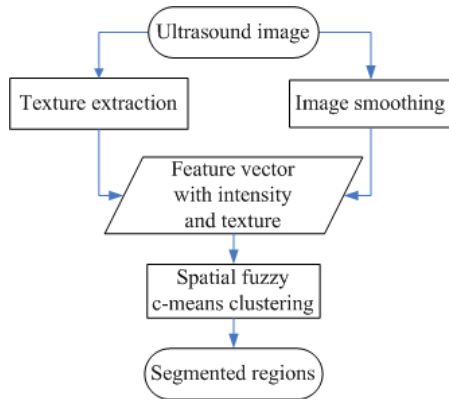 Ultrasound image
Texture extraction
Image smoothing
Feature vector
with intensity
and texture
Spatial fuzzy
c-means clustering
Segmented regions